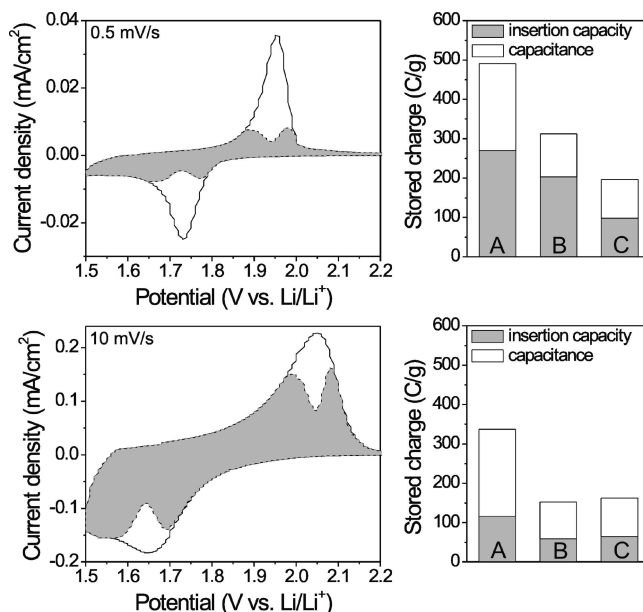 0.5 mV/s
0.04
0.02
0.00
-0.02
Current density (mA/cm²)
1.5 1.6 1.7 1.8 1.9 2.0 2.1 2.2
Potential (V vs. Li/Li⁺)
600
500
400
300
200
100
0
Stored charge (C/g)
insertion capacity
capacitance
A B C
10 mV/s
0.2
0.1
0.0
-0.1
-0.2
Current density (mA/cm²)
1.5 1.6 1.7 1.8 1.9 2.0 2.1 2.2
Potential (V vs. Li/Li⁺)
600
500
400
300
200
100
0
Stored charge (C/g)
insertion capacity
capacitance
A B C